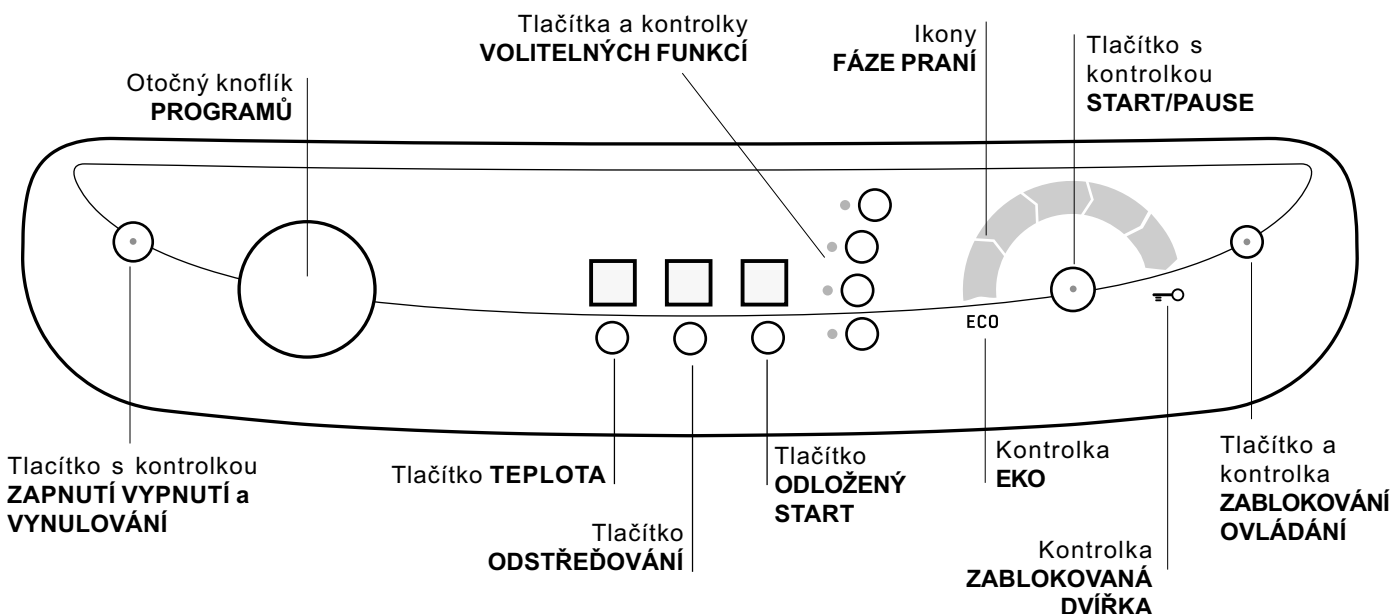 Tlačítka a kontrolky
VOLITELNÝCH FUNKCÍ
Ikony
FÁZE PRANÍ
Tlačítko s
kontrolkou
START/PAUSE
Otočný knoflík
PROGRAMŮ
ECO
Tlacítko s kontrolkou
ZAPNUTÍ VYPNUTÍ a
VYNULOVÁNÍ
Tlačítko TEPLOTA
Tlačítko
ODSTŘEĎOVÁNÍ
Tlačítko
ODLOŽENÝ
START
Kontrolka
EKO
Kontrolka
ZABLOKOVANÁ
DVÍŘKA
Tlačítko a
kontrolka
ZABLOKOVÁNÍ
OVLÁDÁNÍ